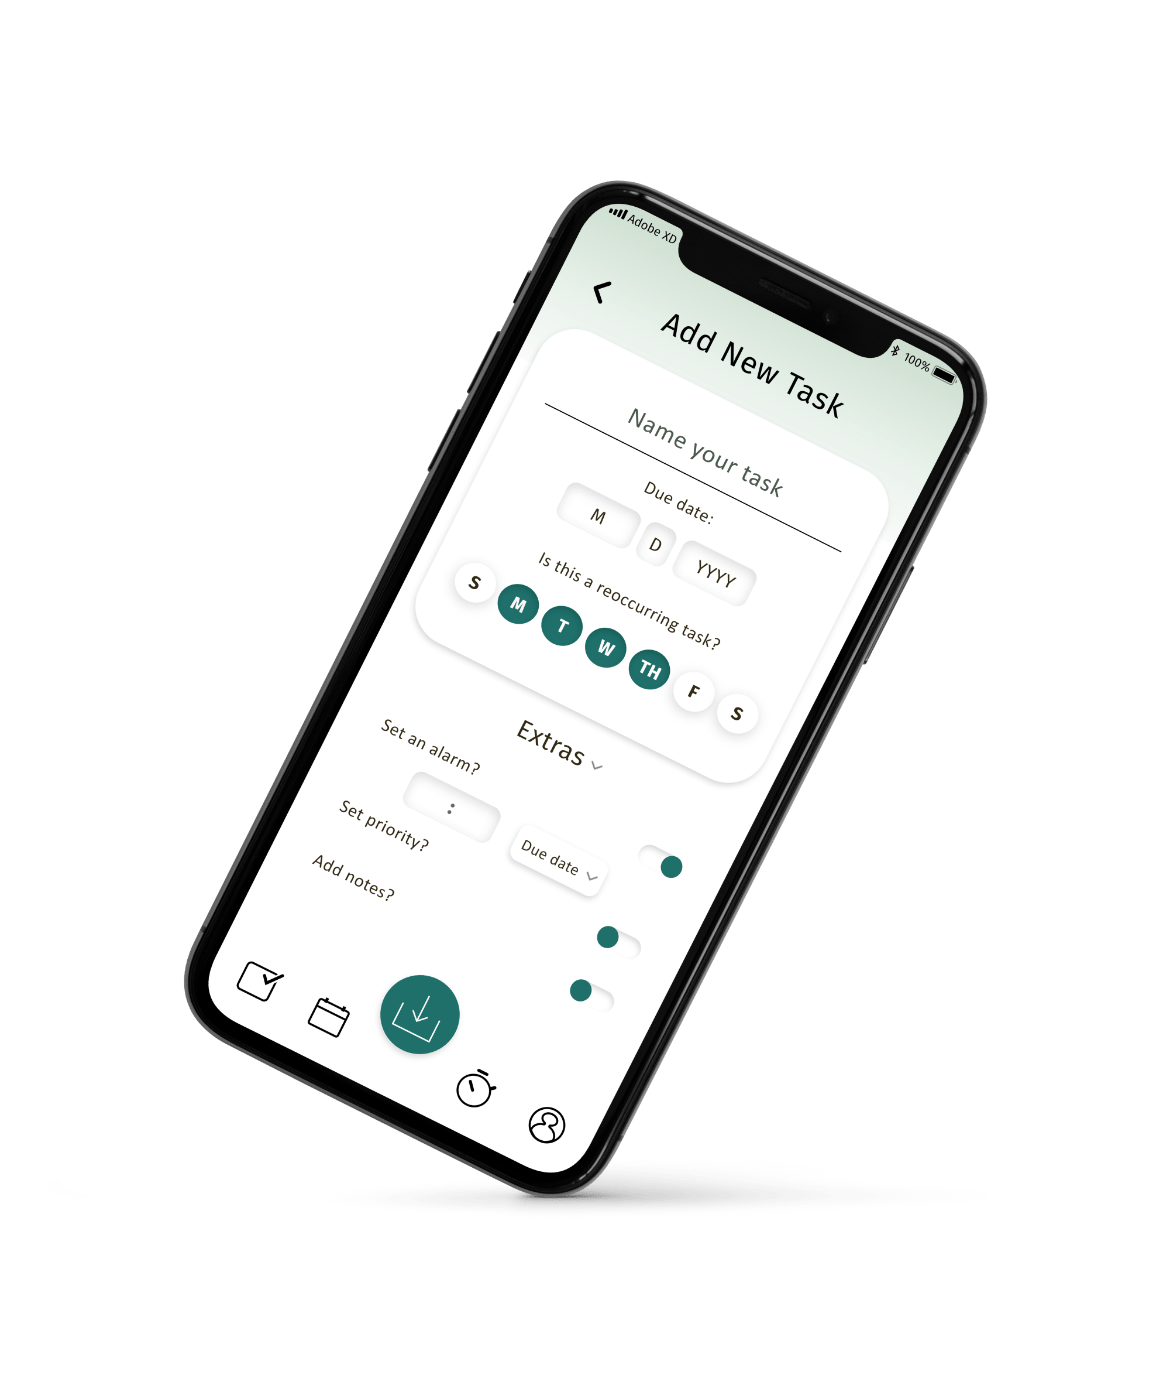 Adobe XD
100%
Add New Task
Name your task
Due date:
M D YYYY
Is this a reoccurring task?
S M T W TH F S
Extras
Set an alarm?
:
Due date
Set priority?
Add notes?